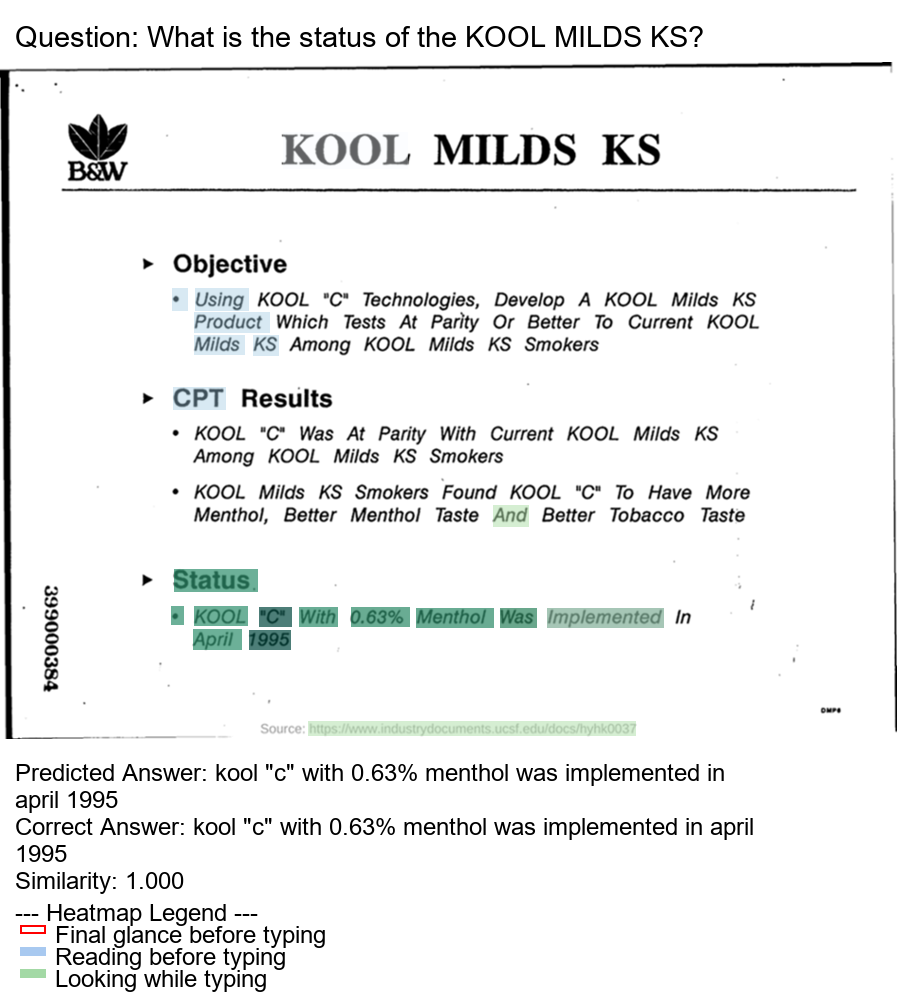 Question: What is the status of the KOOL MILDS KS?
B&W
KOOL MILDS KS
► Objective
• Using KOOL "C" Technologies, Develop A KOOL Milds KS
Product Which Tests At Parity Or Better To Current KOOL
Milds KS Among KOOL Milds KS Smokers
► CPT Results
• KOOL "C" Was At Parity With Current KOOL Milds KS
Among KOOL Milds KS Smokers
• KOOL Milds KS Smokers Found KOOL "C" To Have More
Menthol, Better Menthol Taste And Better Tobacco Taste
► Status
• KOOL "C" With 0.63% Menthol Was Implemented In
April 1995
399000384
Source: https://www.industrydocuments.ucsf.edu/docs/hyhk0037
Predicted Answer: kool "c" with 0.63% menthol was implemented in
april 1995
Correct Answer: kool "c" with 0.63% menthol was implemented in april
1995
Similarity: 1.000
--- Heatmap Legend ---
Final glance before typing
Reading before typing
Looking while typing